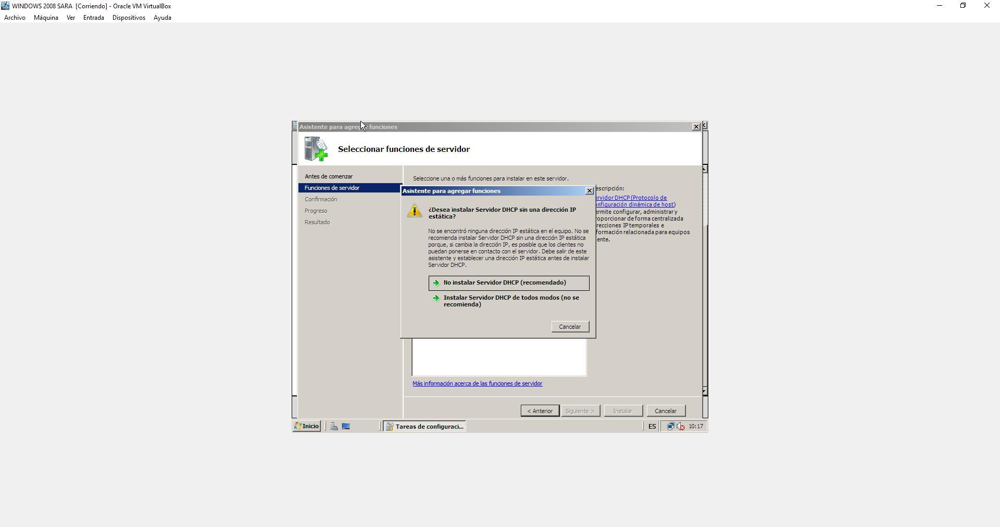 WINDOWS 2008 SARA [Corriendo] - Oracle VM VirtualBox
Archivo Máquina Ver Entrada Dispositivos Ayuda
Asistente para agregar funciones
Seleccionar funciones de servidor
Antes de comenzar
Funciones de servidor
Confirmación
Progreso
Resultado
Seleccione una o más funciones para instalar en este servidor.
Asistente para agregar funciones
¿Desea instalar Servidor DHCP sin una dirección IP
estática?
No se encontró ninguna dirección IP estática en el equipo. No se
recomienda instalar Servidor DHCP sin una dirección IP estática
porque, si cambia la dirección IP, es posible que los clientes no
puedan ponerse en contacto con el servidor. Debe salir de este
asistente y establecer una dirección IP estática antes de instalar
Servidor DHCP.
No instalar Servidor DHCP (recomendado)
Instalar Servidor DHCP de todos modos (no se
recomienda)
Cancelar
escripción:
ervidor DHCP (Protocolo de
onfiguración dinámica de host)
ermite configurar, administrar y
roporcionar de forma centralizada
recciones IP temporales e
formación relacionada para equipos
ente.
Más información acerca de las funciones de servidor
< Anterior Siguiente > Instalar Cancelar
Inicio Tareas de configuraci... ES 10:17